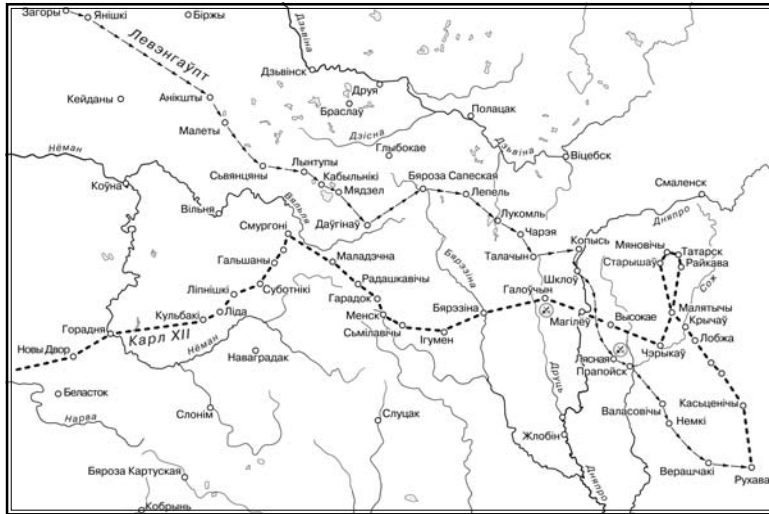 Загоры
Янішкі
Біржы
Левэнгаўпт
Дзьвіна
Дзьвінск
Друя
Браслаў
Кейданы
Анікшты
Малеты
Полацак
Дзісна
Глыбокае
Дзьвіна
Віцебск
Нёман
Коўна
Сьвянцяны
Лынтупы
Кабыльнікі
Мядзел
Бяроза Сапеская
Лепель
Смаленск
Вільня
Вяльля
Смургоні
Даўгінаў
Лукомль
Чарэя
Дняпро
Талачын
Копысь
Мяновічы
Татарск
Старышаў
Райкава
Сож
Гальшаны
Маладэчна
Бярэзіна
Шклоў
Галоўчын
Радашкавічы
Ліпнішкі
Суботнікі
Гарадок
Бярэзіна
Магілеў
Высокае
Малятычы
Крычаў
Кульбакі
Ліда
Менск
Сьмілавічы
Ігумен
Лобжа
Горадня
Карл XII
Нёман
Чэрыкаў
Новы Двор
Наваградак
Лясная
Прапойск
Друць
Беласток
Нарва
Слонім
Слуцак
Валасовічы
Немкі
Касьценічы
Жлобін
Бяроза Картуская
Верашчакі
Рухава
Дняпро
Кобрынь